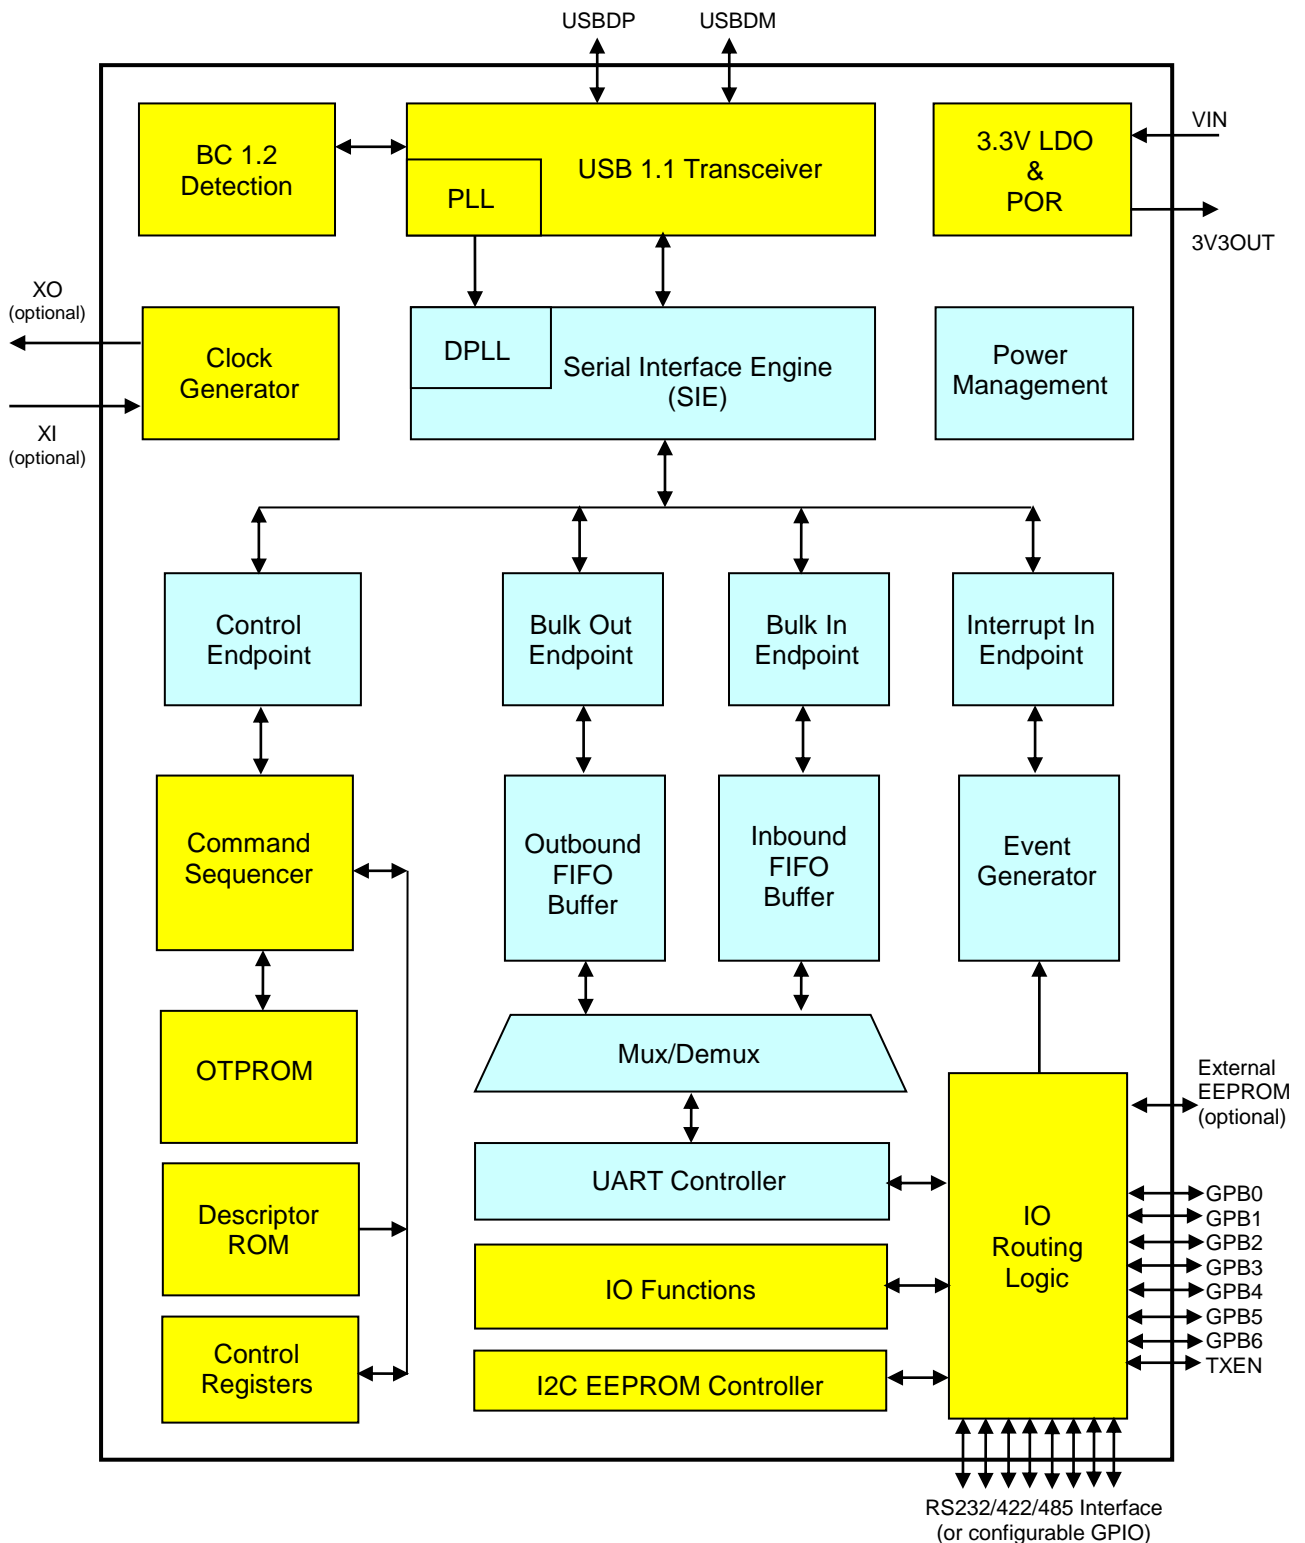 USBDP
USBDM
BC 1.2
Detection
USB 1.1 Transceiver
PLL
3.3V LDO
&
POR
VIN
3V3OUT
XO
(optional)
XI
(optional)
Clock
Generator
DPLL
Serial Interface Engine
(SIE)
Power
Management
Control
Endpoint
Bulk Out
Endpoint
Bulk In
Endpoint
Interrupt In
Endpoint
Command
Sequencer
Outbound
FIFO
Buffer
Inbound
FIFO
Buffer
Event
Generator
OTPROM
Mux/Demux
External
EEPROM
(optional)
Descriptor
ROM
UART Controller
IO
Routing
Logic
GPB0
GPB1
GPB2
GPB3
GPB4
GPB5
GPB6
TXEN
IO Functions
Control
Registers
I2C EEPROM Controller
RS232/422/485 Interface
(or configurable GPIO)